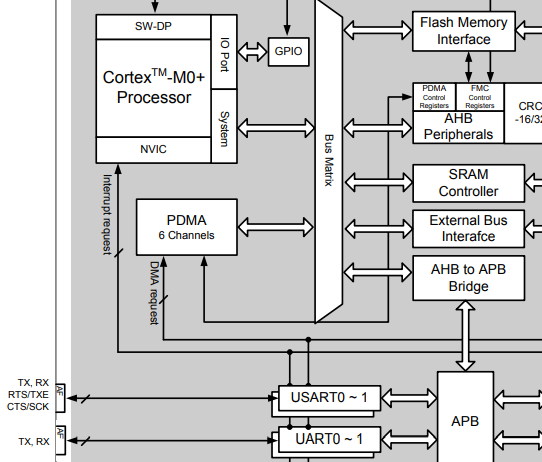 SW-DP
Cortex™-M0+
Processor
NVIC
IO Port
System
GPIO
Bus Matrix
Flash Memory
Interface
PDMA
Control
Registers
FMC
Control
Registers
AHB
Peripherals
CRC
-16/32
SRAM
Controller
External Bus
Interafce
AHB to APB
Bridge
PDMA
6 Channels
Interrupt request
DMA request
TX, RX
RTS/TXE
CTS/SCK
AF
USART0 ~ 1
APB
TX, RX
AF
UART0 ~ 1